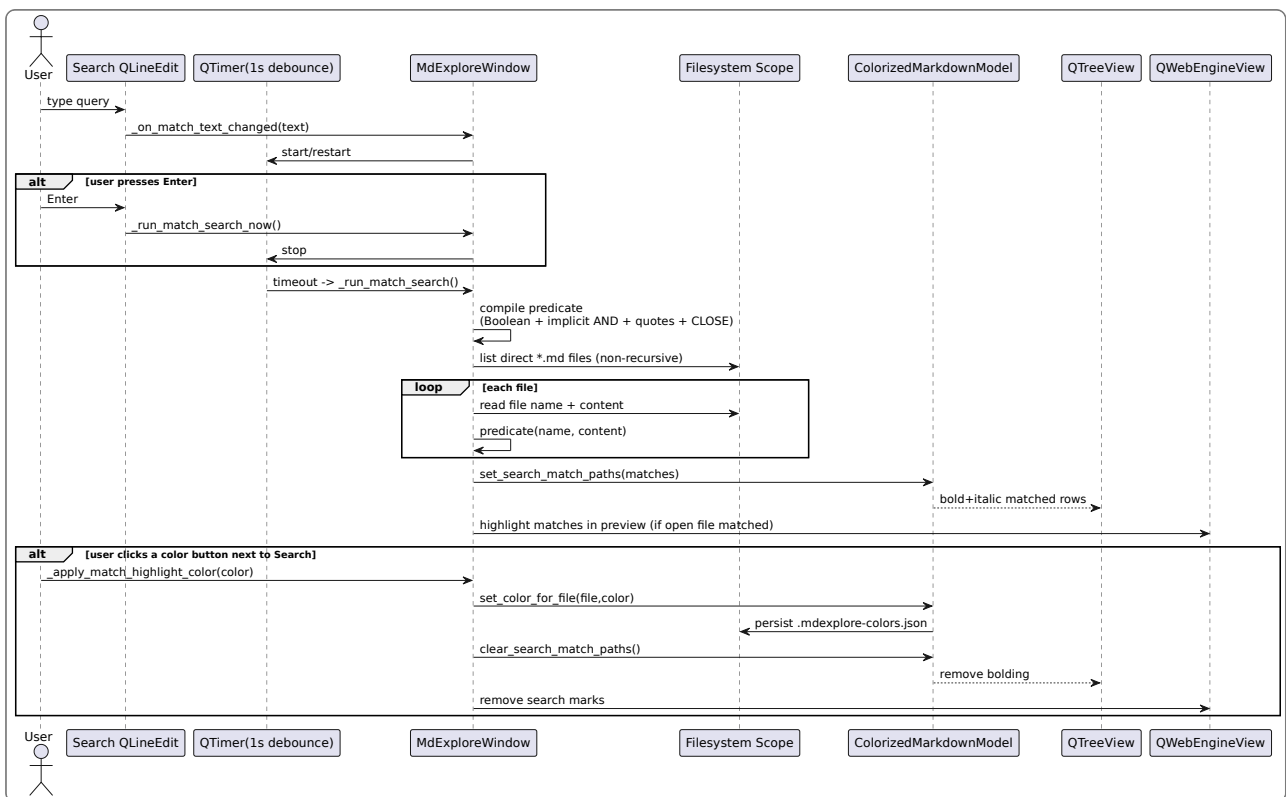 User
Search QLineEdit
QTimer(1s debounce)
MdExploreWindow
Filesystem Scope
ColorizedMarkdownModel
QTreeView
QWebEngineView
type query
_on_match_text_changed(text)
start/restart
alt
[user presses Enter]
Enter
_run_match_search_now()
stop
timeout -> _run_match_search()
compile predicate
(Boolean + implicit AND + quotes + CLOSE)
list direct *.md files (non-recursive)
loop
[each file]
read file name + content
predicate(name, content)
set_search_match_paths(matches)
bold+italic matched rows
highlight matches in preview (if open file matched)
alt
[user clicks a color button next to Search]
_apply_match_highlight_color(color)
set_color_for_file(file,color)
persist .mdexplore-colors.json
clear_search_match_paths()
remove bolding
remove search marks
User
Search QLineEdit
QTimer(1s debounce)
MdExploreWindow
Filesystem Scope
ColorizedMarkdownModel
QTreeView
QWebEngineView